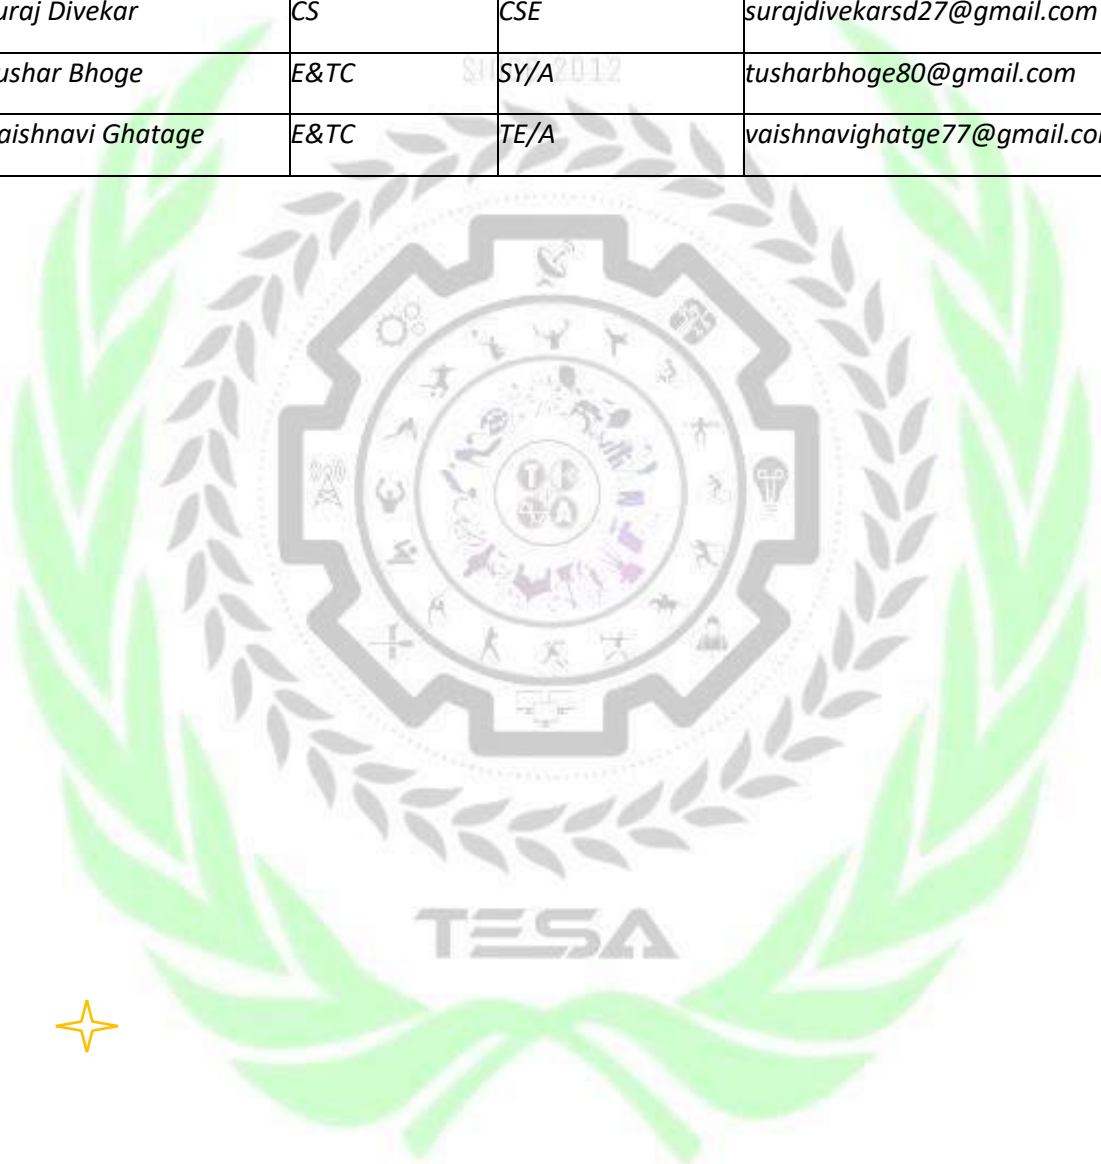 uraj Divekar CS CSE surajdivekarsd27@gmail.com
ushar Bhoge E&TC SY/A tusharbhoge80@gmail.com
aishnavi Ghatage E&TC TE/A vaishnavighatge77@gmail.co
2012
TESA